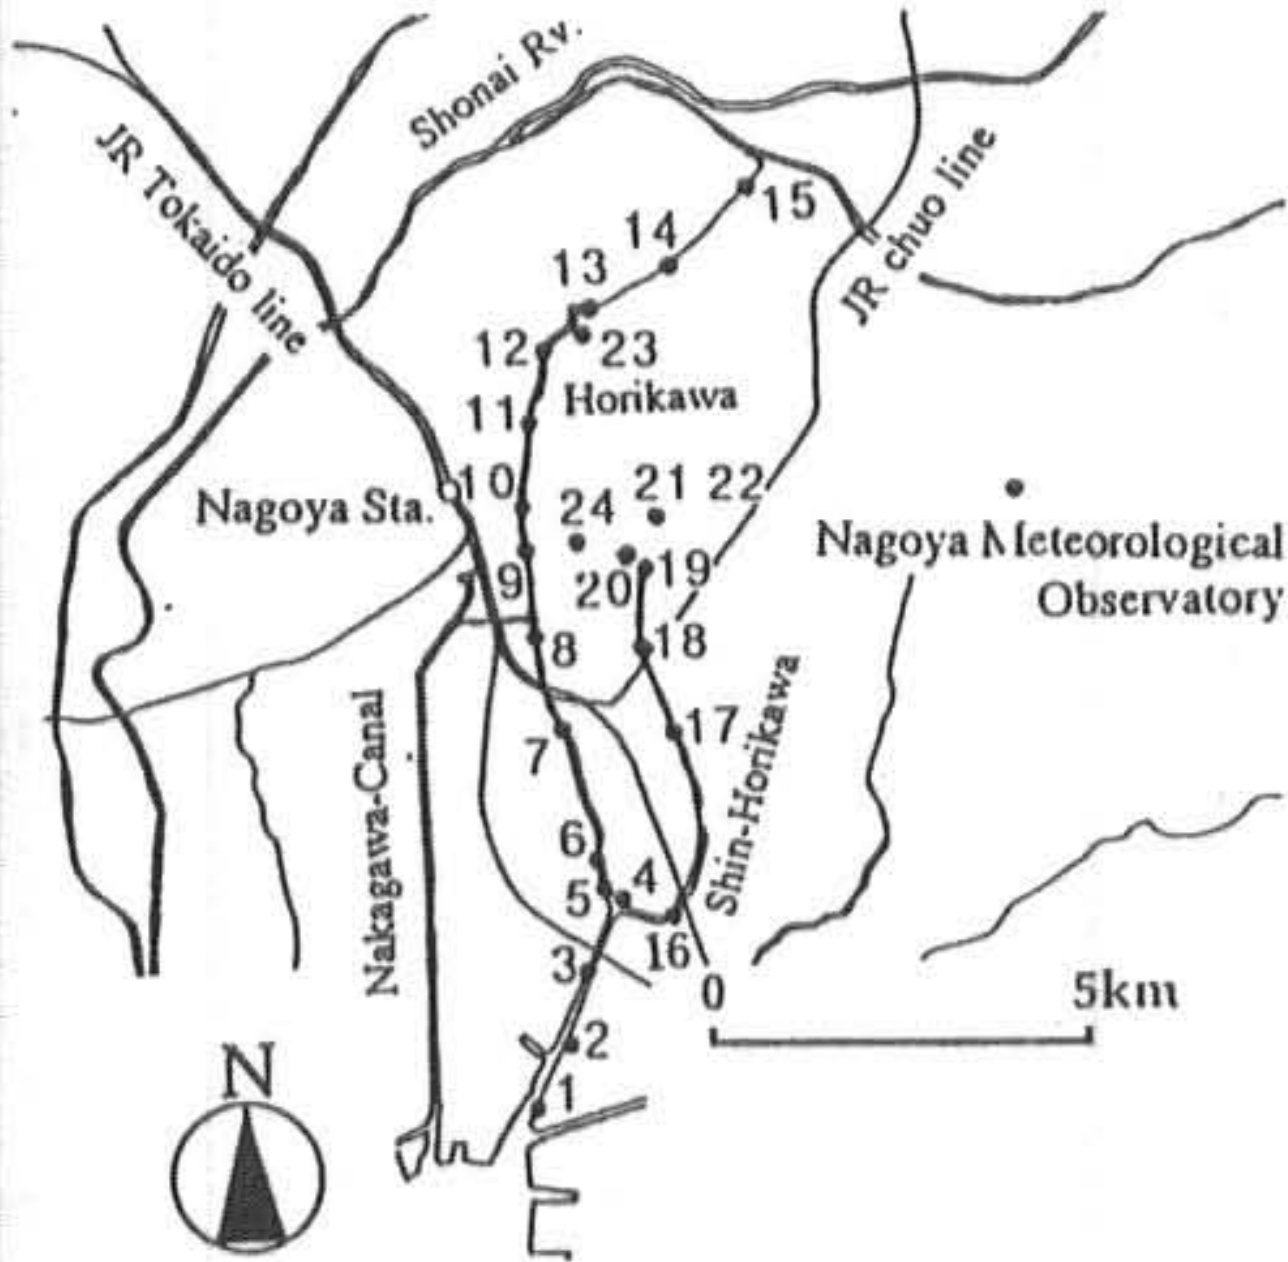 Shonai Rv.
JR Tokaido line
JR chuo line
15
14
13
12
23
11
Horikawa
10
21
22
Nagoya Sta.
24
Nagoya Meteorological
Observatory
9
20
19
8
18
7
17
Nakagawa-Canal
Shin-Horikawa
6
5
4
3
16
0
5km
2
1
N